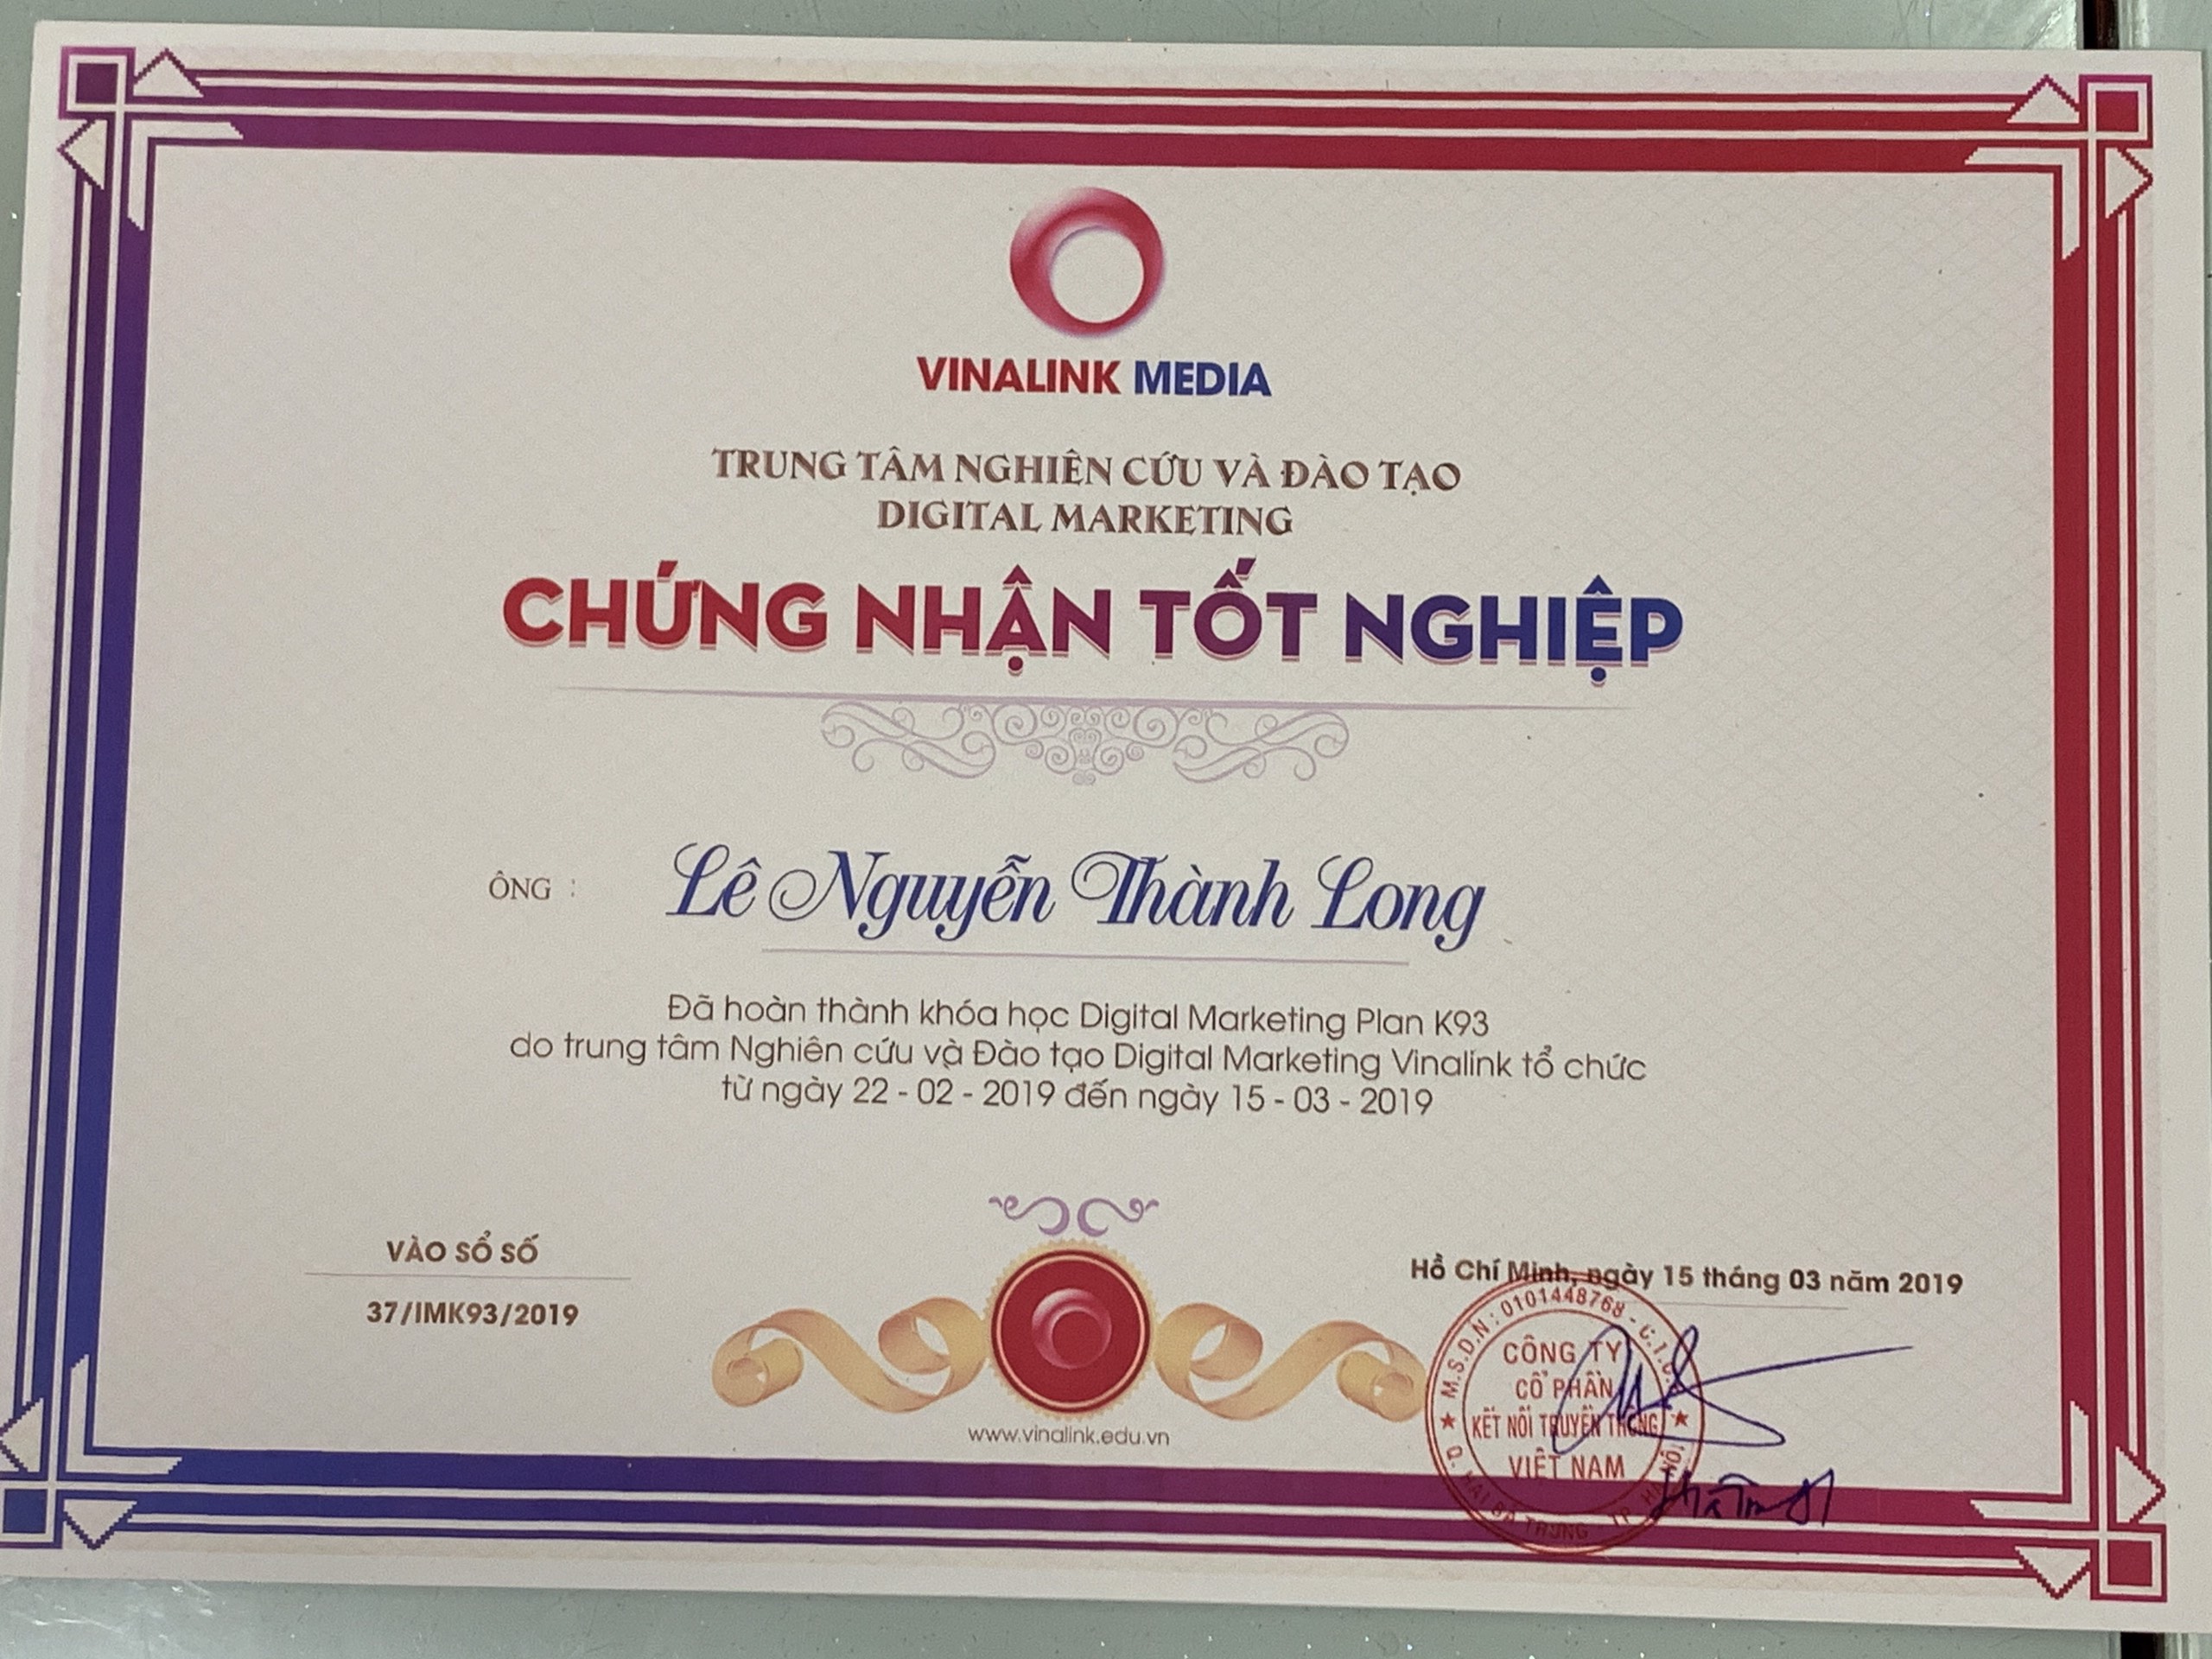 VINALINK MEDIA
TRUNG TÂM NGHIÊN CỨU VÀ ĐÀO TẠO
DIGITAL MARKETING
CHỨNG NHẬN TỐT NGHIỆP
ÔNG : Lê Nguyễn Thành Long
Đã hoàn thành khóa học Digital Marketing Plan K93
do trung tâm Nghiên cứu và Đào tạo Digital Marketing Vinalink tổ chức
từ ngày 22 - 02 - 2019 đến ngày 15 - 03 - 2019
VÀO SỔ SỐ
37/IMK93/2019
www.vinalink.edu.vn
Hồ Chí Minh, ngày 15 tháng 03 năm 2019
M.S.D.N: 0101448768 - C.T.C.P
CÔNG TY
CỔ PHẦN
KẾT NỐI TRUYỀN THÔNG
VIỆT NAM
Q. HAI BÀ TRƯNG - TP. HÀ NỘI